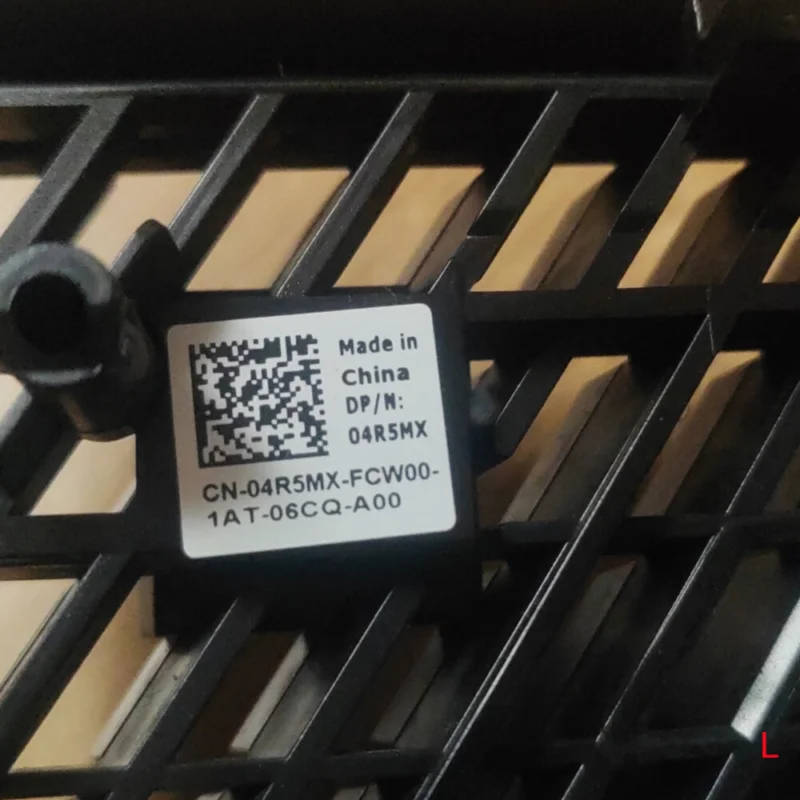 Made in
China
DP/N:
04R5MX
CN-04R5MX-FCW00-
1AT-06CQ-A00
L